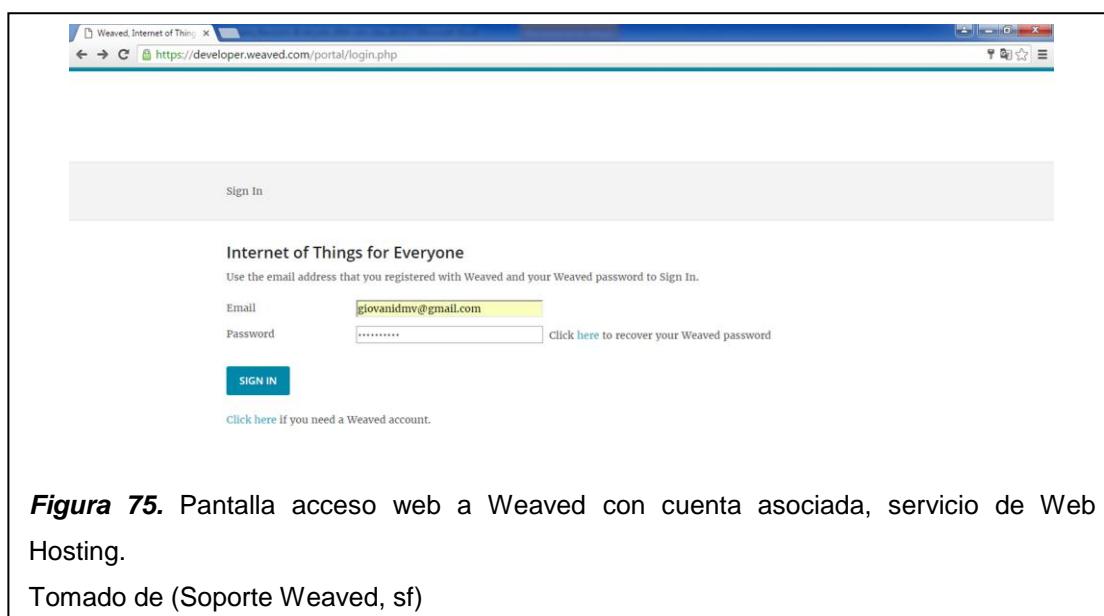 Weaved, Internet of Thing
https://developer.weaved.com/portal/login.php
Sign In
Internet of Things for Everyone
Use the email address that you registered with Weaved and your Weaved password to Sign In.
Email giovanidmv@gmail.com
Password •••••••••• Click here to recover your Weaved password
SIGN IN
Click here if you need a Weaved account.
Figura 75. Pantalla acceso web a Weaved con cuenta asociada, servicio de Web
Hosting.
Tomado de (Soporte Weaved, sf)